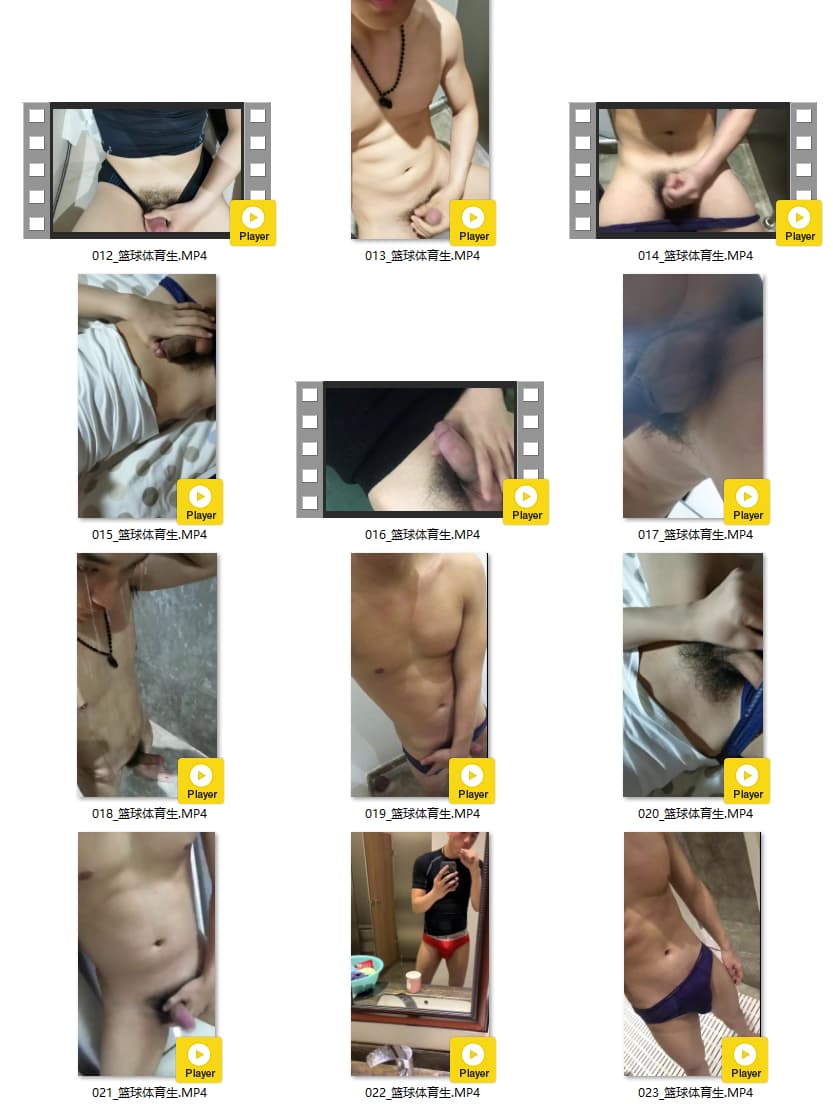 Player
012_篮球体育生.MP4
Player
013_篮球体育生.MP4
Player
014_篮球体育生.MP4
Player
015_篮球体育生.MP4
Player
016_篮球体育生.MP4
Player
017_篮球体育生.MP4
Player
018_篮球体育生.MP4
Player
019_篮球体育生.MP4
Player
020_篮球体育生.MP4
Player
021_篮球体育生.MP4
Player
022_篮球体育生.MP4
Player
023_篮球体育生.MP4